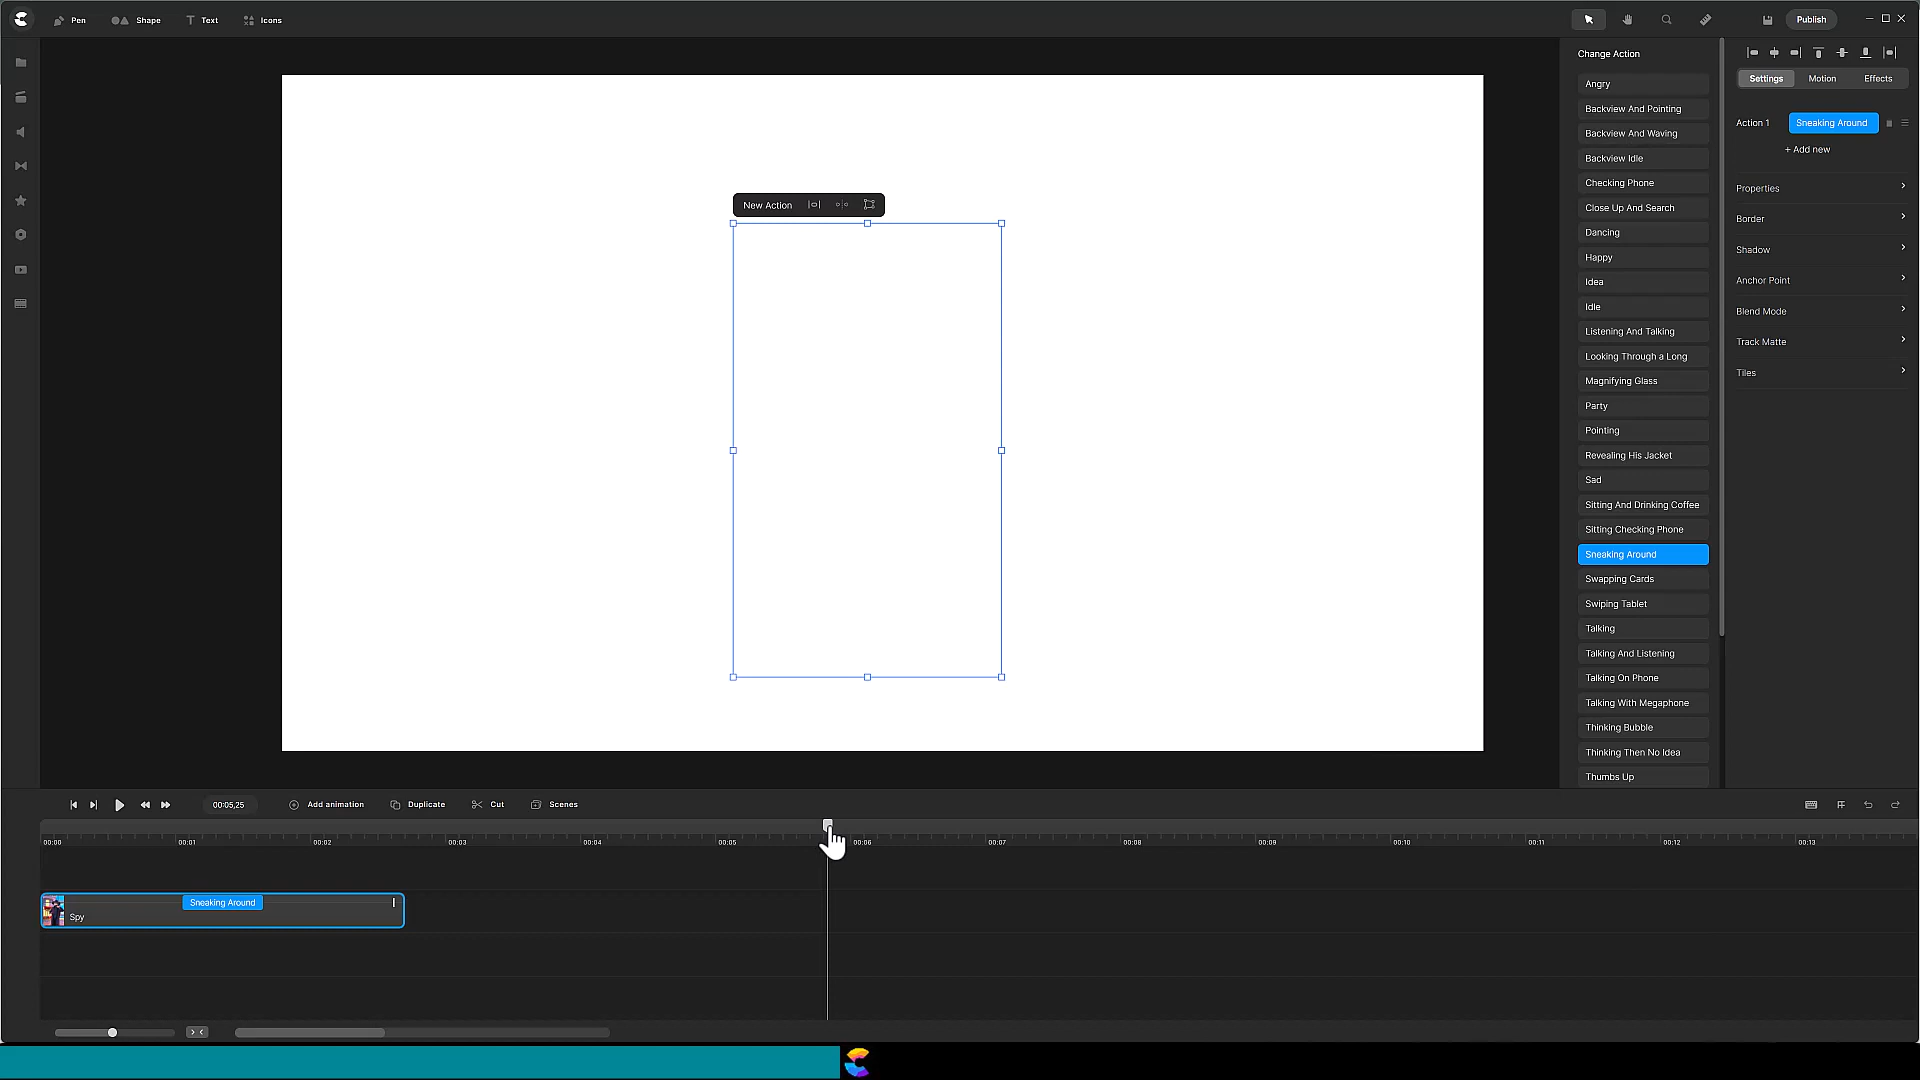 Pen
Shape
Text
Icons
Publish
Change Action
Angry
Backview And Pointing
Backview And Waving
Backview Idle
Checking Phone
Close Up And Search
Dancing
Happy
Idea
Idle
Listening And Talking
Looking Through a Long
Magnifying Glass
Party
Pointing
Revealing His Jacket
Sad
Sitting And Drinking Coffee
Sitting Checking Phone
Sneaking Around
Swapping Cards
Swiping Tablet
Talking
Talking And Listening
Talking On Phone
Talking With Megaphone
Thinking Bubble
Thinking Then No Idea
Thumbs Up
Settings Motion Effects
Action 1 Sneaking Around
+ Add new
Properties
Border
Shadow
Anchor Point
Blend Mode
Track Matte
Tiles
New Action
00:05,25
Add animation
Duplicate
Cut
Scenes
00:00 00:01 00:02 00:03 00:04 00:05 00:06 00:07 00:08 00:09 00:10 00:11 00:12 00:13
Sneaking Around
Spy